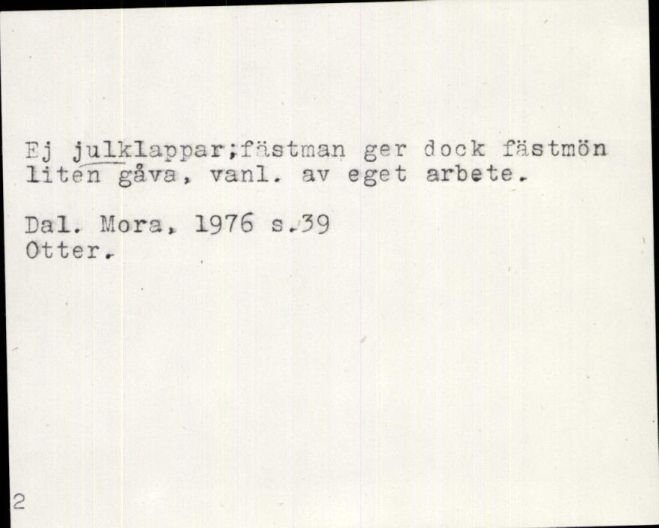 Ej julklappar;fästman ger dock fästmön
liten gåva, vanl. av eget arbete.
Dal. Mora, 1976 s.39
Otter.
2